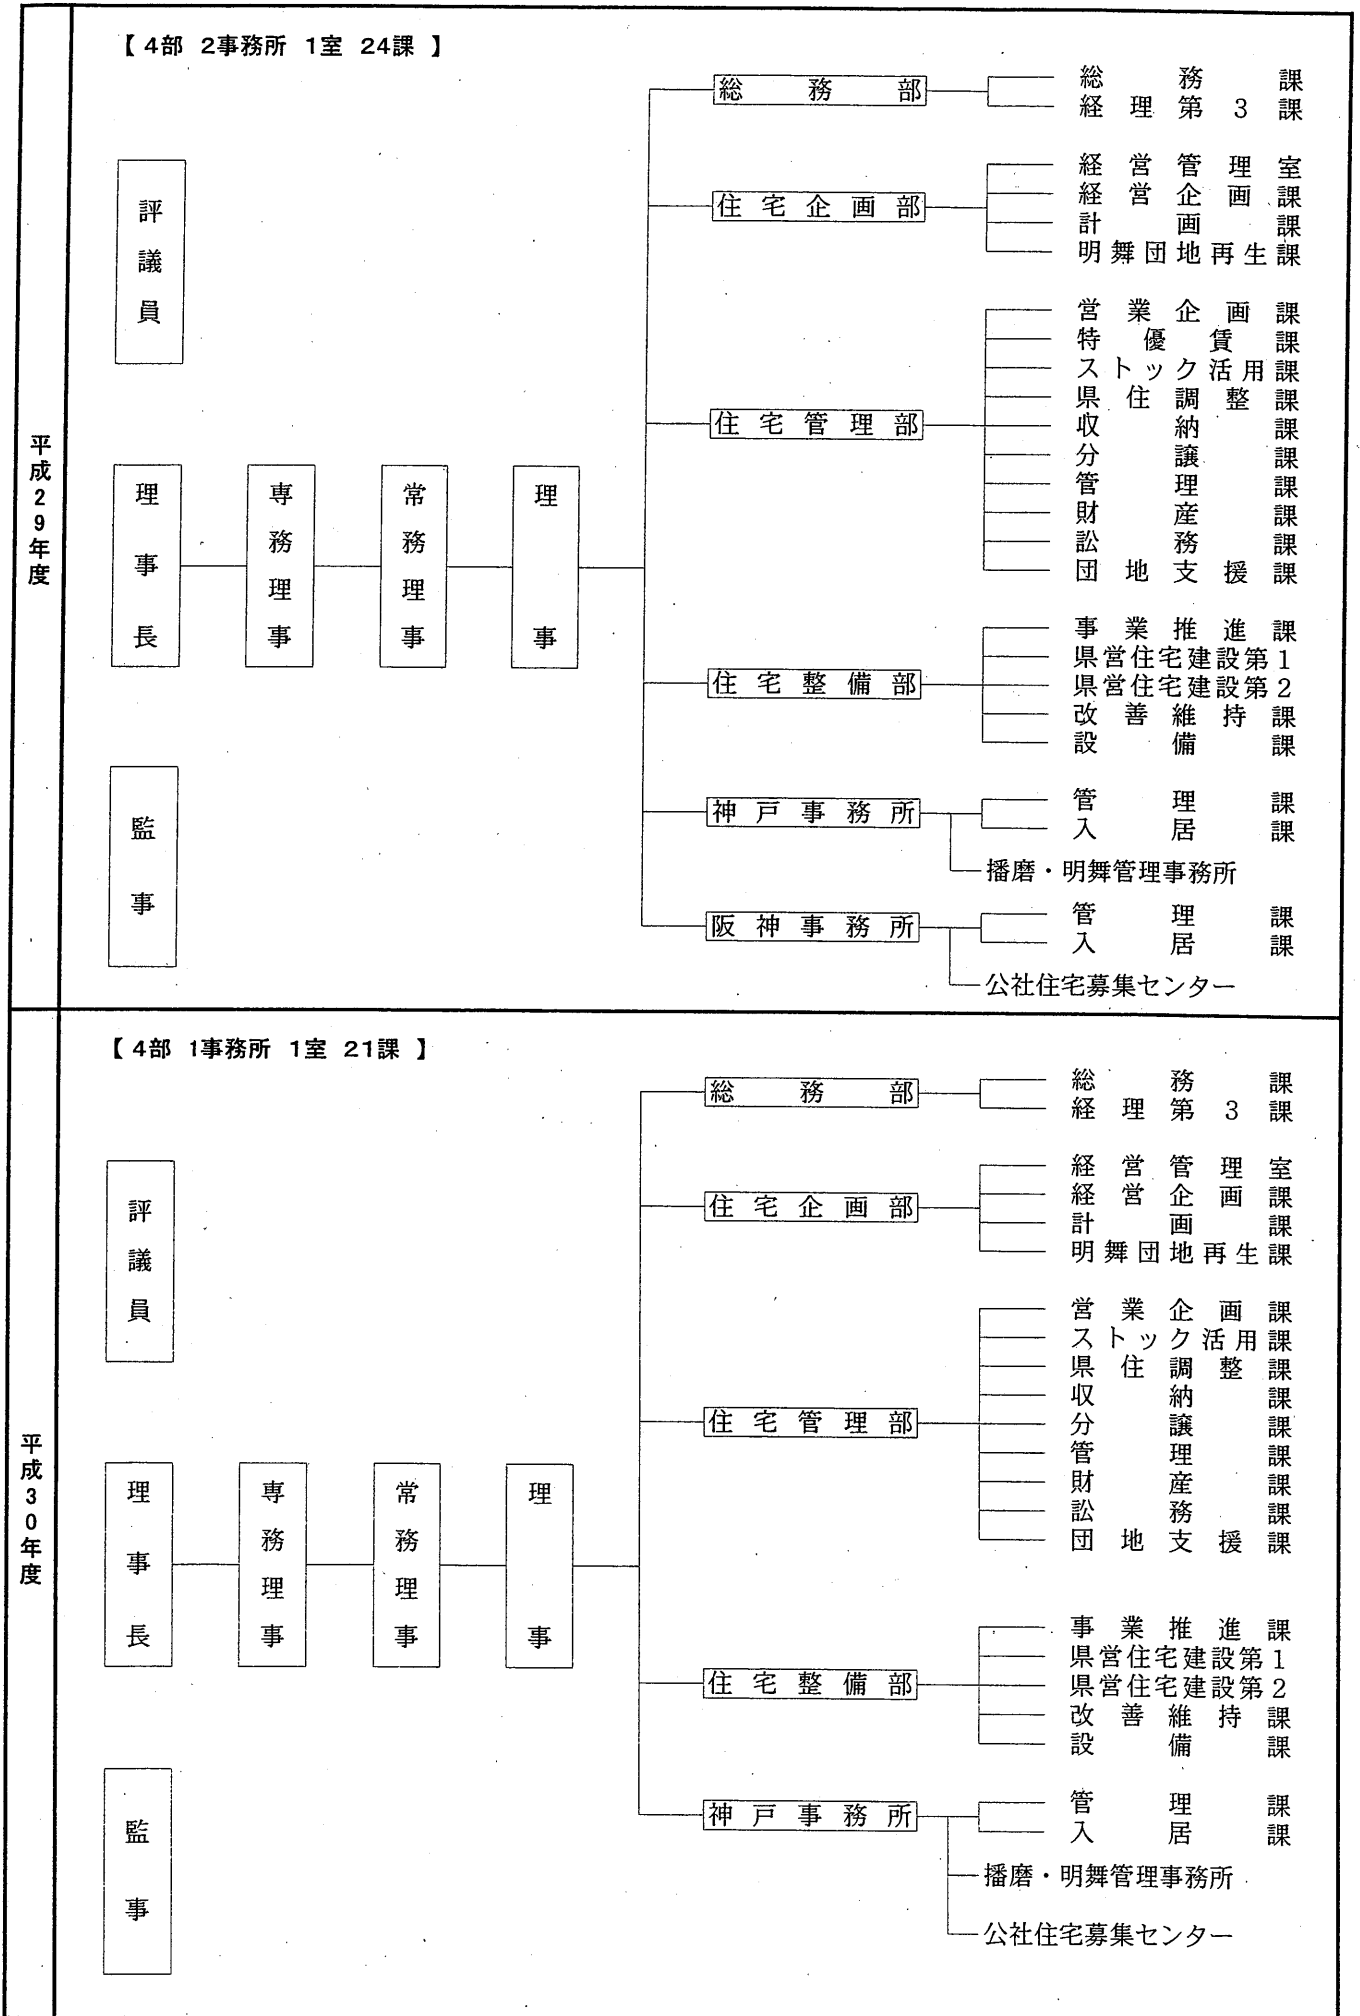 平成29年度
【 4部 2事務所 1室 24課 】
評議員
理事長
専務理事
常務理事
理事
監事
総務部
総務課
経理第3課
住宅企画部
経営管理室
経営企画課
計画課
明舞団地再生課
住宅管理部
営業企画課
特優賃課
ストック活用課
県住調整課
収納課
分譲課
管理課
財産課
訟務課
団地支援課
住宅整備部
事業推進課
県営住宅建設第1
県営住宅建設第2
改善維持課
設備課
神戸事務所
管理課
入居課
播磨・明舞管理事務所
阪神事務所
管理課
入居課
公社住宅募集センター
平成30年度
【 4部 1事務所 1室 21課 】
評議員
理事長
専務理事
常務理事
理事
監事
総務部
総務課
経理第3課
住宅企画部
経営管理室
経営企画課
計画課
明舞団地再生課
住宅管理部
営業企画課
ストック活用課
県住調整課
収納課
分譲課
管理課
財産課
訟務課
団地支援課
住宅整備部
事業推進課
県営住宅建設第1
県営住宅建設第2
改善維持課
設備課
神戸事務所
管理課
入居課
播磨・明舞管理事務所
公社住宅募集センター